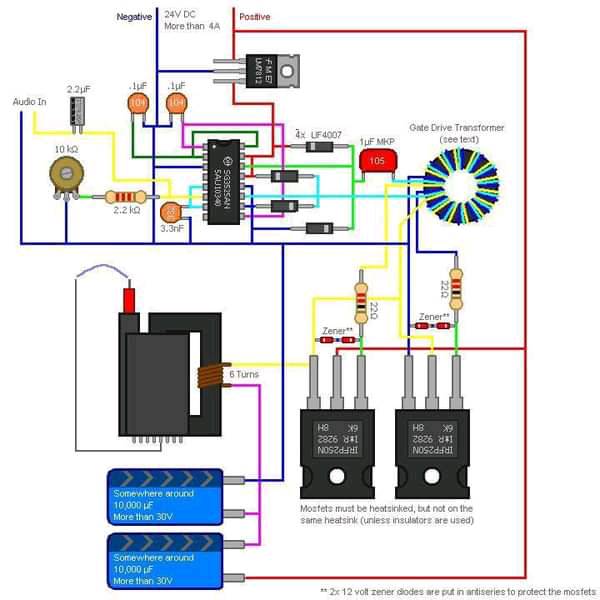 Negative
24V DC
More than 4A
Positive
LM7812
2.2µF
.1µF
.1µF
104
104
Audio In
4x UF4007
1µF MKP
105
Gate Drive Transformer
(see text)
10 kΩ
SG3525AN
SAU10340
2.2 kΩ
3.3nF
22Ω
22Ω
Zener**
Zener**
6 Turns
IRFP250N
I⊕R 9282
6K 8H
IRFP250N
I⊕R 9282
6K 8H
Mosfets must be heatsinked, but not on the
same heatsink (unless insulators are used)
Somewhere around
10,000 µF
More than 30V
Somewhere around
10,000 µF
More than 30V
** 2x 12 volt zener diodes are put in antiseries to protect the mosfets